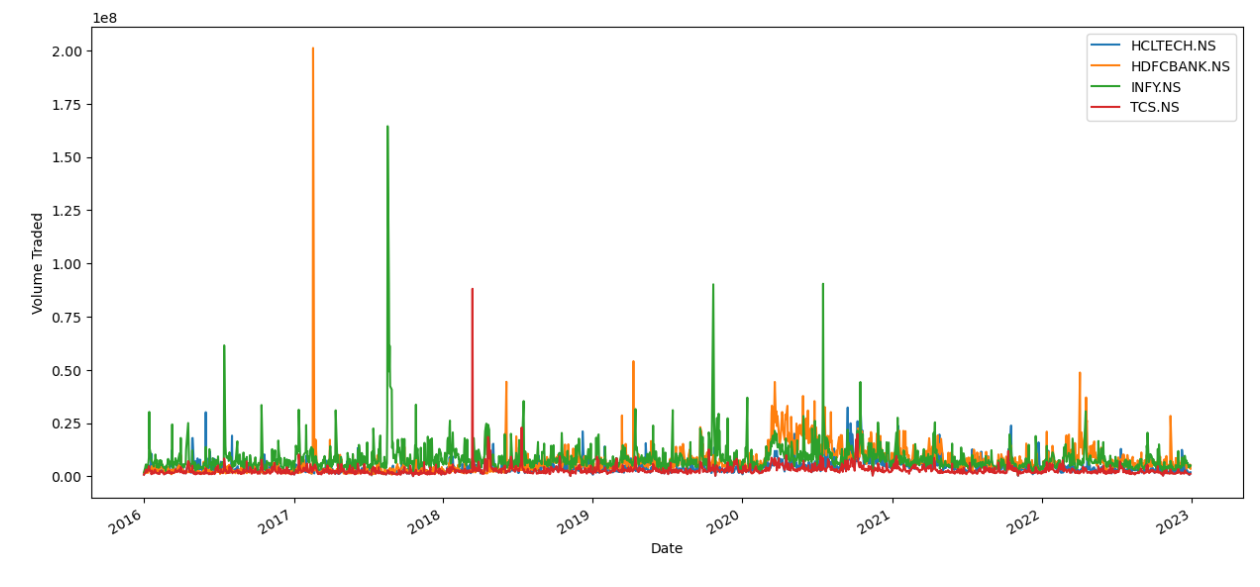 1e8
2.00
1.75
1.50
1.25
1.00
0.75
0.50
0.25
0.00
Volume Traded
HCLTECH.NS
HDFCBANK.NS
INFY.NS
TCS.NS
2016 2017 2018 2019 2020 2021 2022 2023
Date